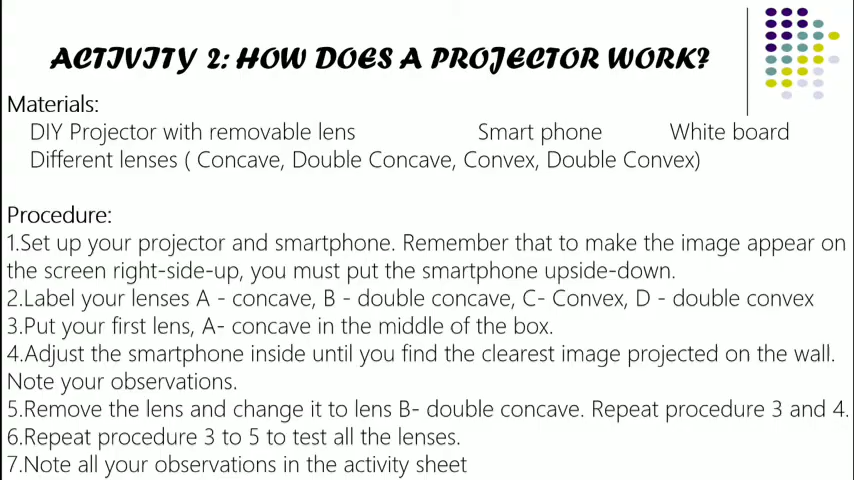 ACTIVITY 2: HOW DOES A PROJECTOR WORK?
Materials:
DIY Projector with removable lens Smart phone White board
Different lenses ( Concave, Double Concave, Convex, Double Convex)
Procedure:
1.Set up your projector and smartphone. Remember that to make the image appear on
the screen right-side-up, you must put the smartphone upside-down.
2.Label your lenses A - concave, B - double concave, C- Convex, D - double convex
3.Put your first lens, A- concave in the middle of the box.
4.Adjust the smartphone inside until you find the clearest image projected on the wall.
Note your observations.
5.Remove the lens and change it to lens B- double concave. Repeat procedure 3 and 4.
6.Repeat procedure 3 to 5 to test all the lenses.
7.Note all your observations in the activity sheet